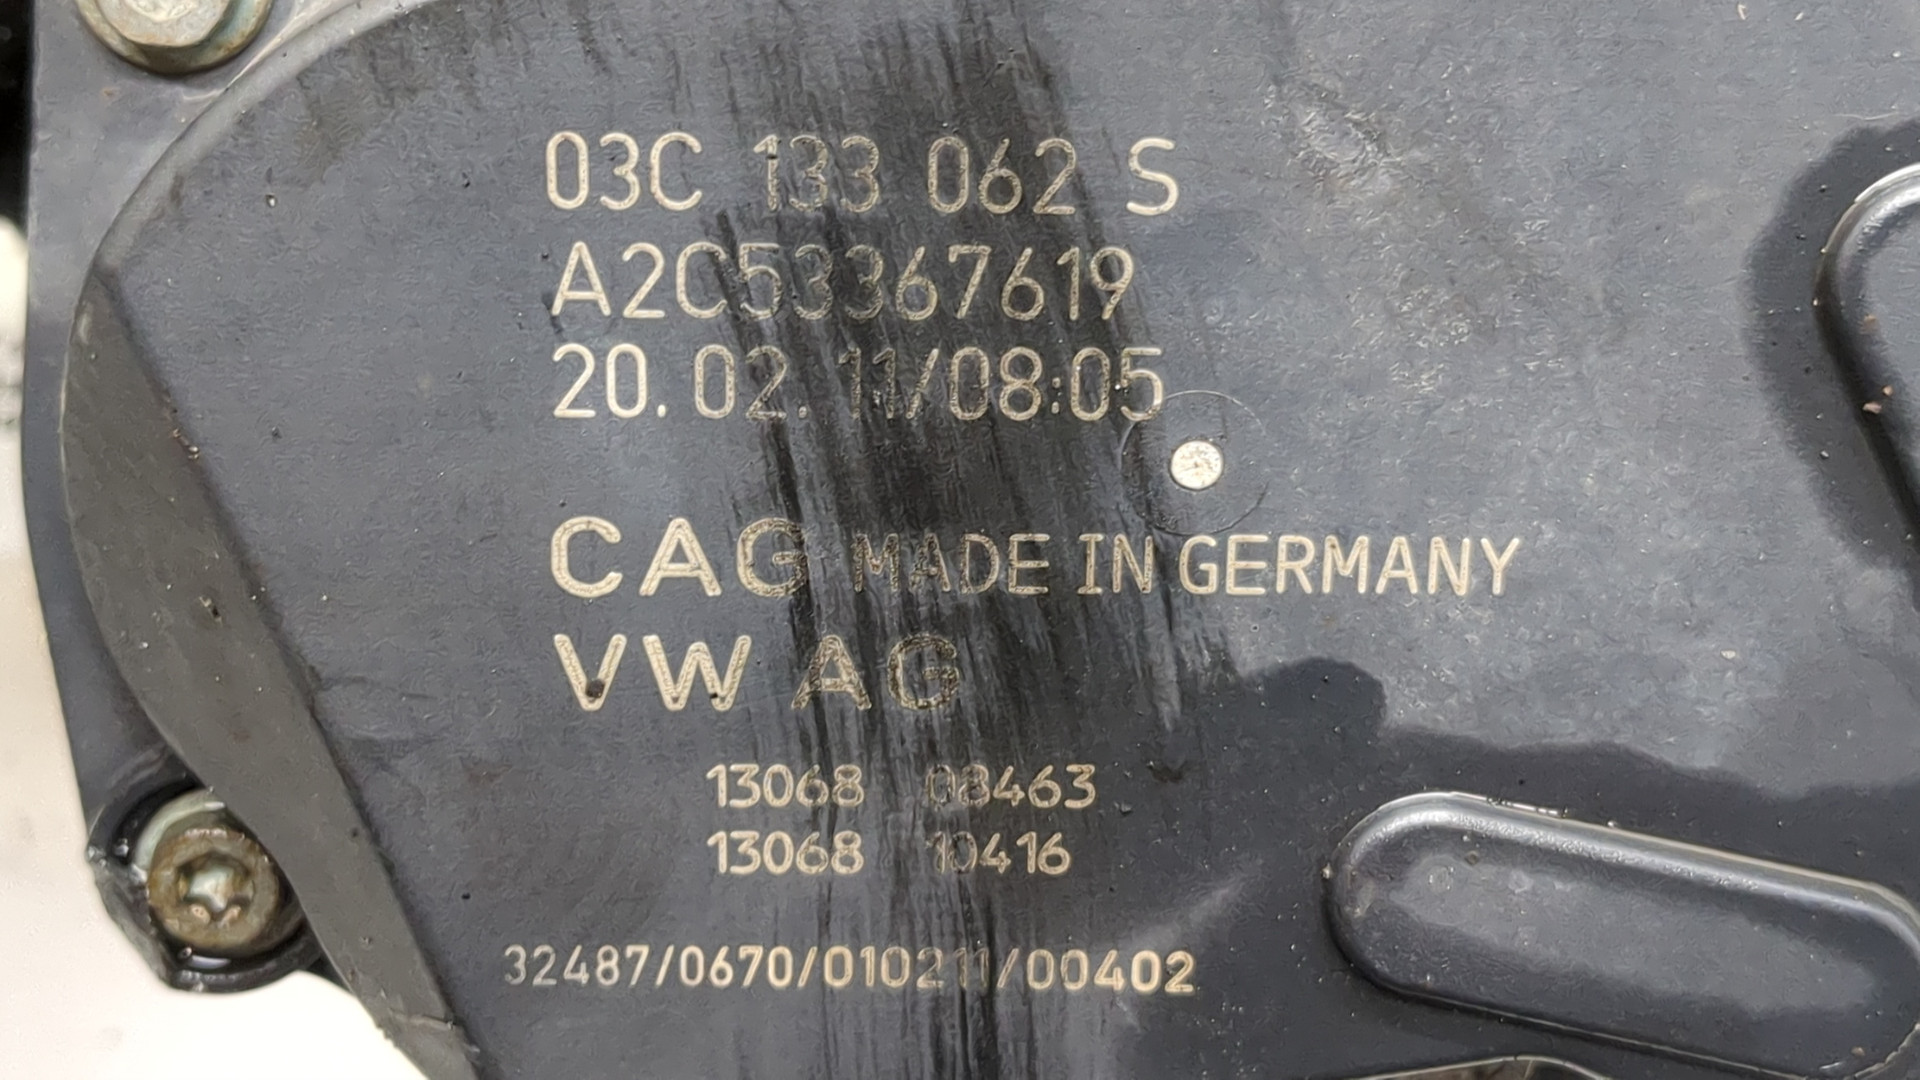 03C 133 062 S
A2C53367619
20.02.11/08:05
CAG MADE IN GERMANY
VW AG
13068 08463
13068 10416
32487/0670/010211/00402